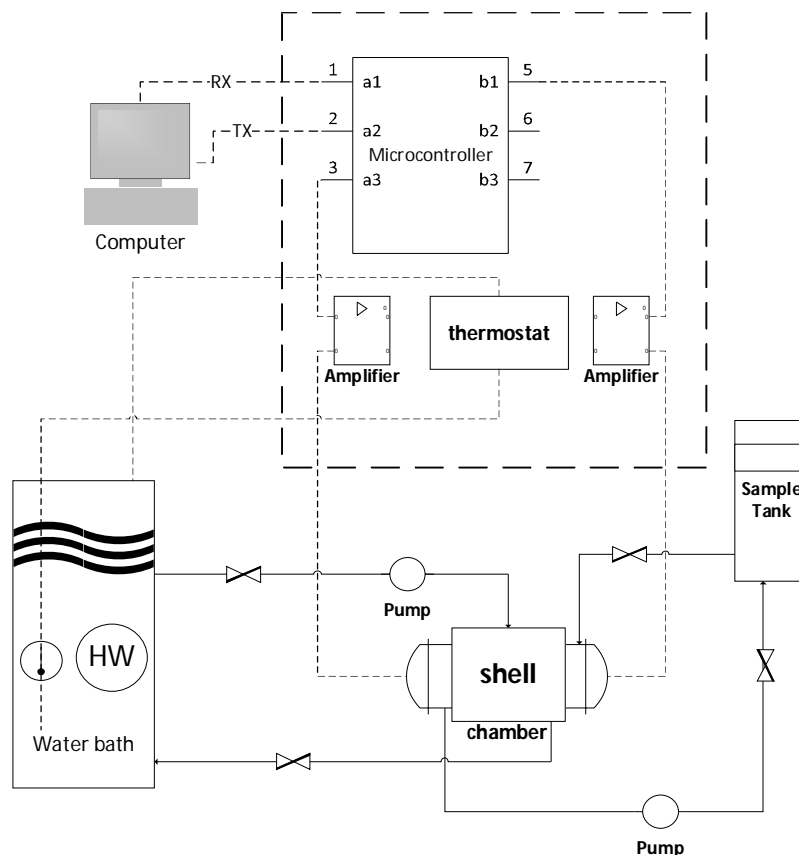 1
5
RX
a1
b1
2
6
TX
a2
b2
Microcontroller
3
7
a3
b3
Computer
thermostat
Amplifier
Amplifier
Sample
Tank
Pump
HW
shell
Water bath
chamber
Pump